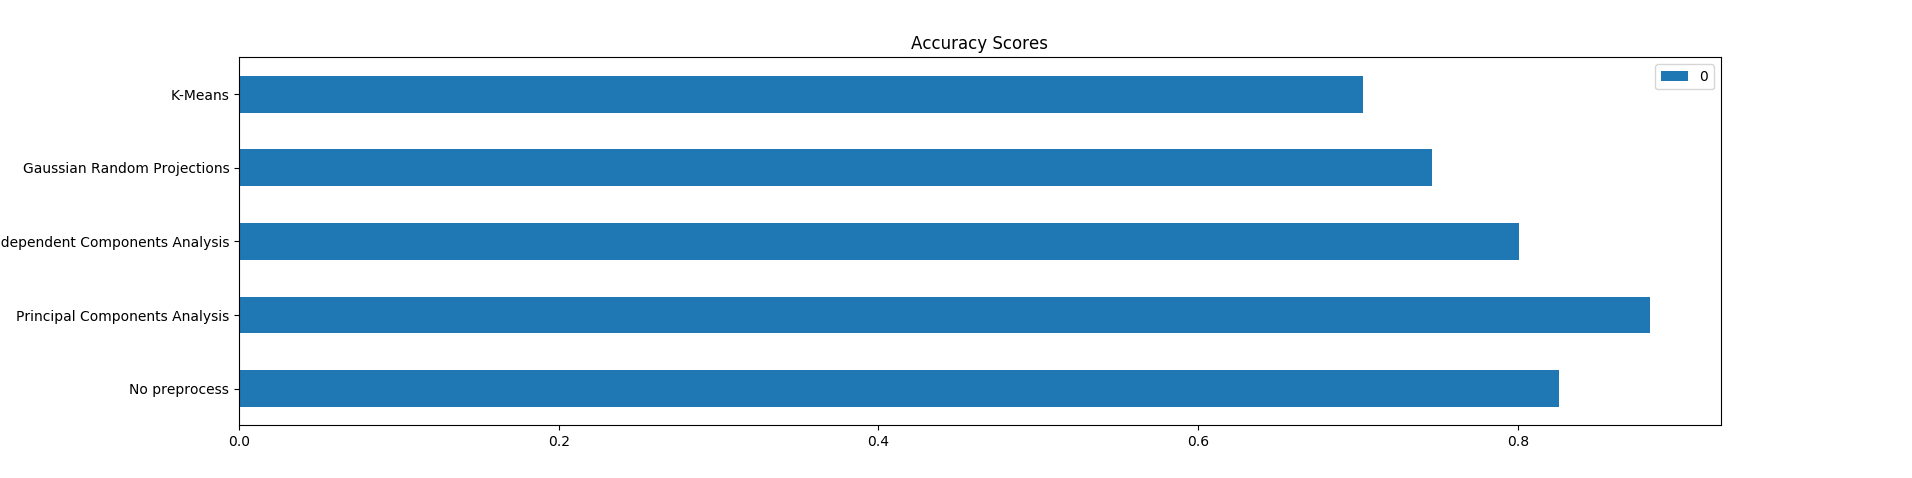 Accuracy Scores
0
K-Means
Gaussian Random Projections
dependent Components Analysis
Principal Components Analysis
No preprocess
0.0 0.2 0.4 0.6 0.8